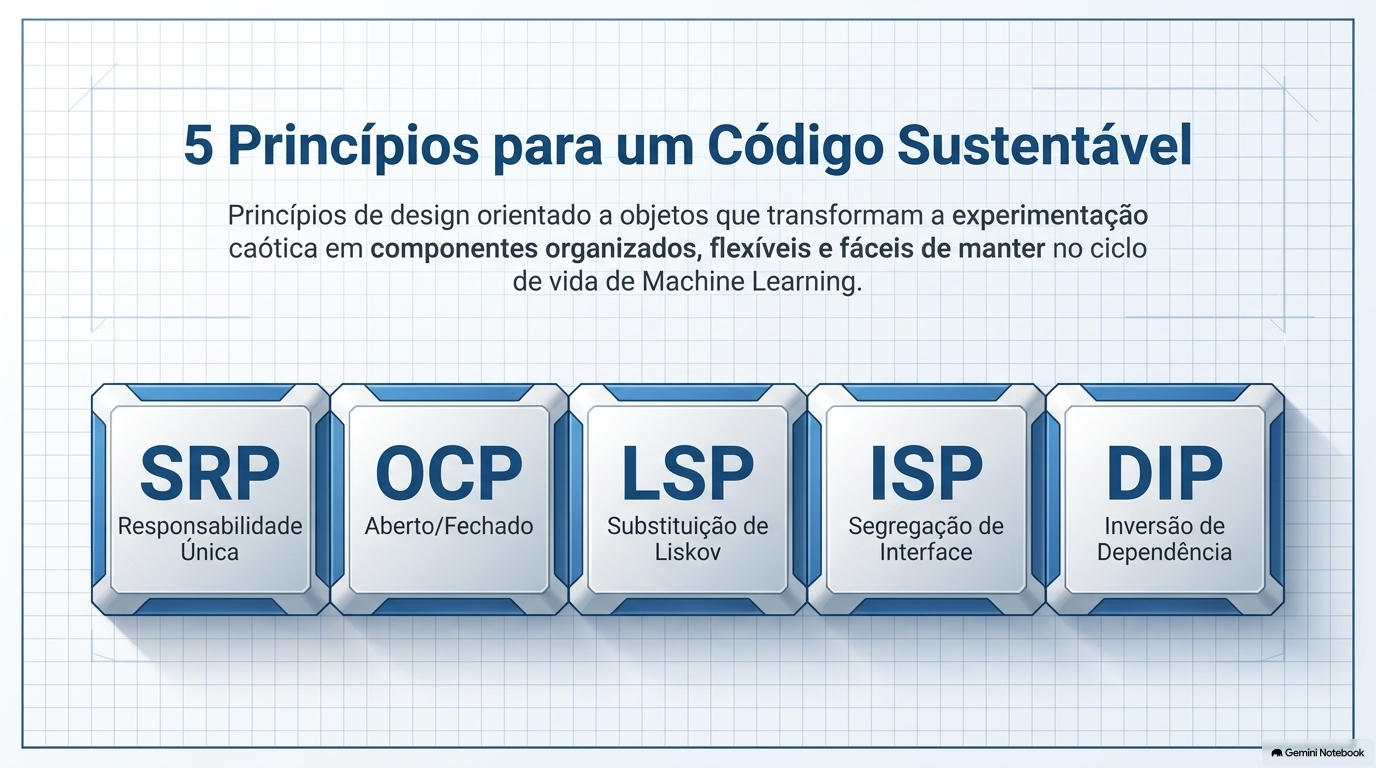 5 Princípios para um Código Sustentável
Princípios de design orientado a objetos que transformam a experimentação
caótica em componentes organizados, flexíveis e fáceis de manter no ciclo
de vida de Machine Learning.
SRP
Responsabilidade
Única
OCP
Aberto/Fechado
LSP
Substituição de
Liskov
ISP
Segregação de
Interface
DIP
Inversão de
Dependência
Gemini Notebook